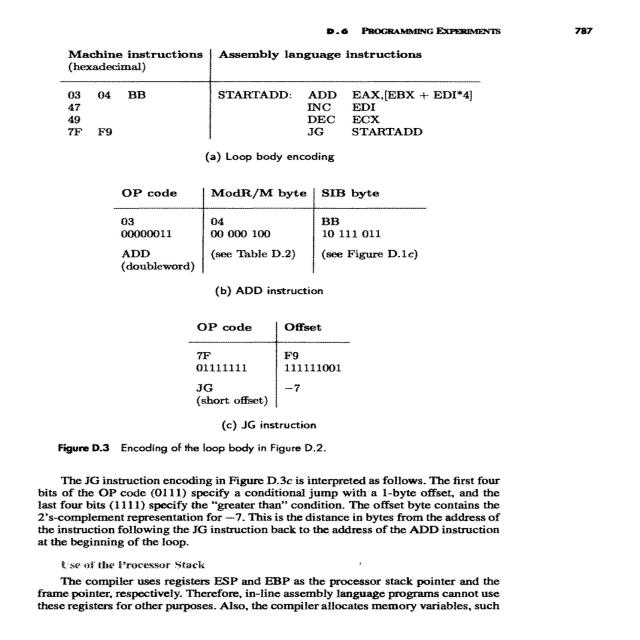 D.6 PROGRAMMING EXPERIMENTS 787
Machine instructions Assembly language instructions
(hexadecimal)
03 04 BB STARTADD: ADD EAX,[EBX + EDI*4]
47 INC EDI
49 DEC ECX
7F F9 JG STARTADD
(a) Loop body encoding
OP code ModR/M byte SIB byte
03 04 BB
00000011 00 000 100 10 111 011
ADD (see Table D.2) (see Figure D.1c)
(doubleword)
(b) ADD instruction
OP code Offset
7F F9
01111111 111111001
JG −7
(short offset)
(c) JG instruction
Figure D.3 Encoding of the loop body in Figure D.2.
The JG instruction encoding in Figure D.3c is interpreted as follows. The first four
bits of the OP code (0111) specify a conditional jump with a 1-byte offset, and the
last four bits (1111) specify the “greater than” condition. The offset byte contains the
2’s-complement representation for −7. This is the distance in bytes from the address of
the instruction following the JG instruction back to the address of the ADD instruction
at the beginning of the loop.
Use of the Processor Stack
The compiler uses registers ESP and EBP as the processor stack pointer and the
frame pointer, respectively. Therefore, in-line assembly language programs cannot use
these registers for other purposes. Also, the compiler allocates memory variables, such